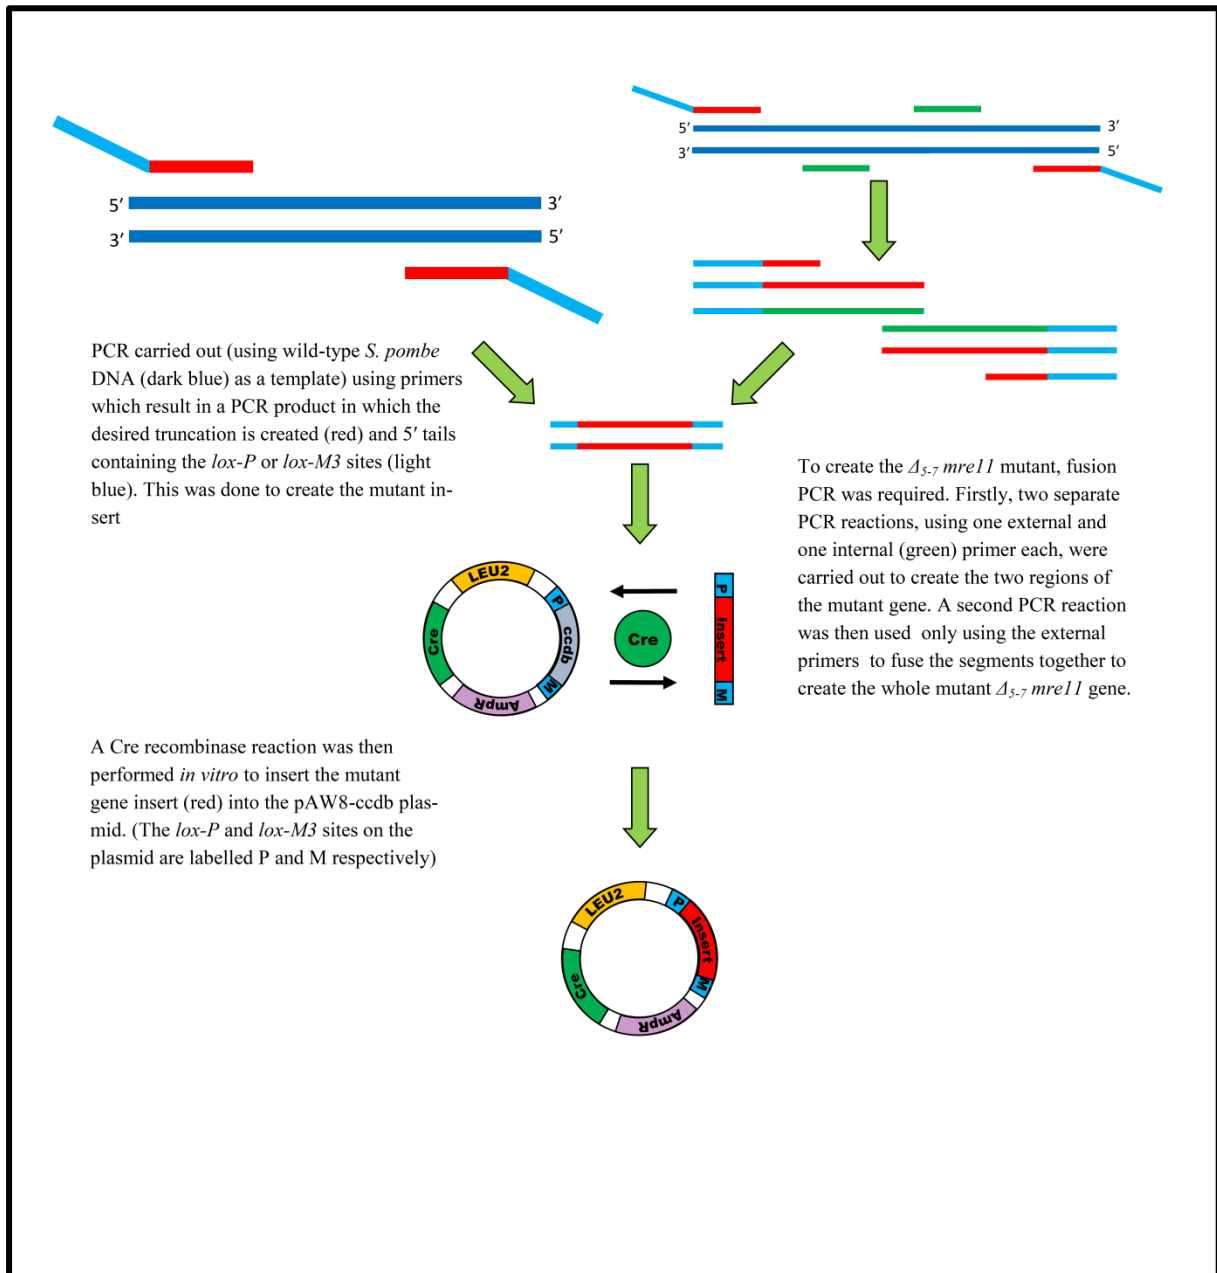 5′
3′
3′
5′
5′
3′
3′
5′
PCR carried out (using wild-type S. pombe
DNA (dark blue) as a template) using primers
which result in a PCR product in which the
desired truncation is created (red) and 5′ tails
containing the lox-P or lox-M3 sites (light
blue). This was done to create the mutant in-
sert
To create the Δ5-7 mre11 mutant, fusion
PCR was required. Firstly, two separate
PCR reactions, using one external and
one internal (green) primer each, were
carried out to create the two regions of
the mutant gene. A second PCR reaction
was then used  only using the external
primers  to fuse the segments together to
create the whole mutant Δ5-7 mre11 gene.
LEU2
P
ccdb
M
AmpR
Cre
Cre
P
Insert
M
A Cre recombinase reaction was then
performed in vitro to insert the mutant
gene insert (red) into the pAW8-ccdb plas-
mid. (The lox-P and lox-M3 sites on the
plasmid are labelled P and M respectively)
LEU2
P
Insert
M
AmpR
Cre